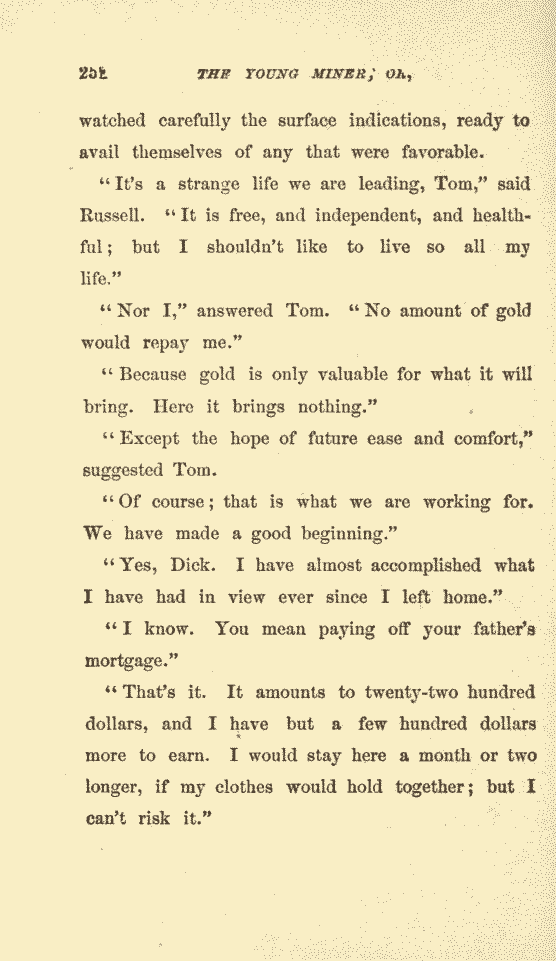 THE YOUNG MINER; OR,
watched carefully the surface indications, ready to
avail themselves of any that were favorable.
“It's a strange life we are leading, Tom,” said
Russell. “It is free, and independent, and health-
ful; but I shouldn't like to live so all my
life.”
“Nor I,” answered Tom. “No amount of gold
would repay me.”
“Because gold is only valuable for what it will
bring. Here it brings nothing.”
“Except the hope of future ease and comfort,”
suggested Tom.
“Of course; that is what we are working for.
We have made a good beginning.”
“Yes, Dick. I have almost accomplished what
I have had in view ever since I left home.”
“I know. You mean paying off your father's
mortgage.”
“That's it. It amounts to twenty-two hundred
dollars, and I have but a few hundred dollars
more to earn. I would stay here a month or two
longer, if my clothes would hold together; but I
can't risk it.”